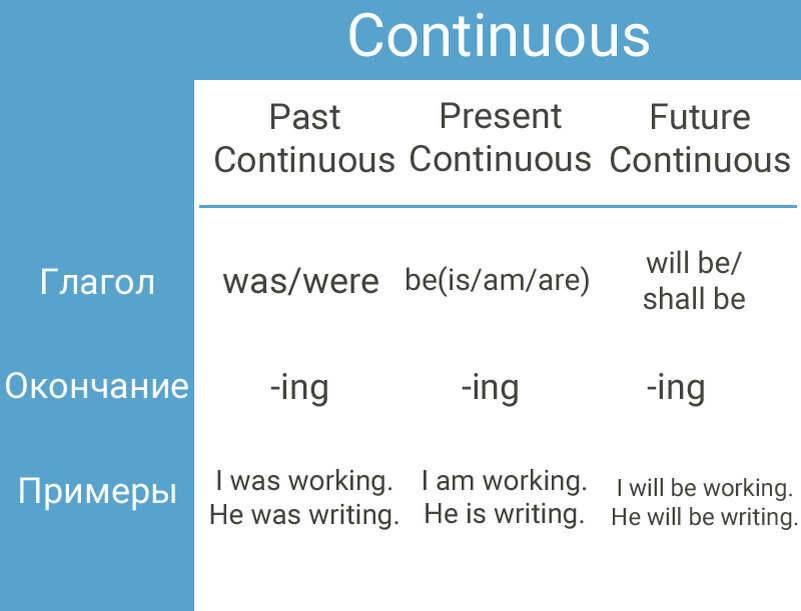 Continuous
Past Present Future
Continuous Continuous Continuous
Глагол was/were be(is/am/are) will be/
shall be
Окончание -ing -ing -ing
Примеры I was working. I am working. I will be working.
He was writing. He is writing. He will be writing.